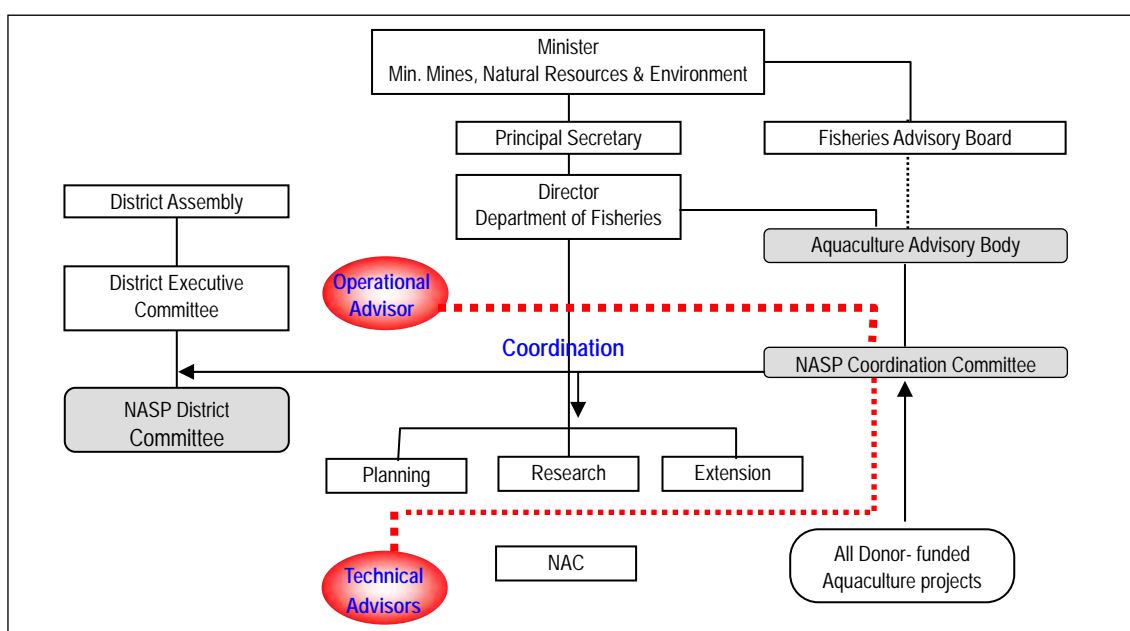 Minister
Min. Mines, Natural Resources & Environment
Principal Secretary
Fisheries Advisory Board
District Assembly
Director
Department of Fisheries
Aquaculture Advisory Body
District Executive
Committee
Operational
Advisor
Coordination
NASP Coordination Committee
NASP District
Committee
Planning
Research
Extension
NAC
Technical
Advisors
All Donor- funded
Aquaculture projects